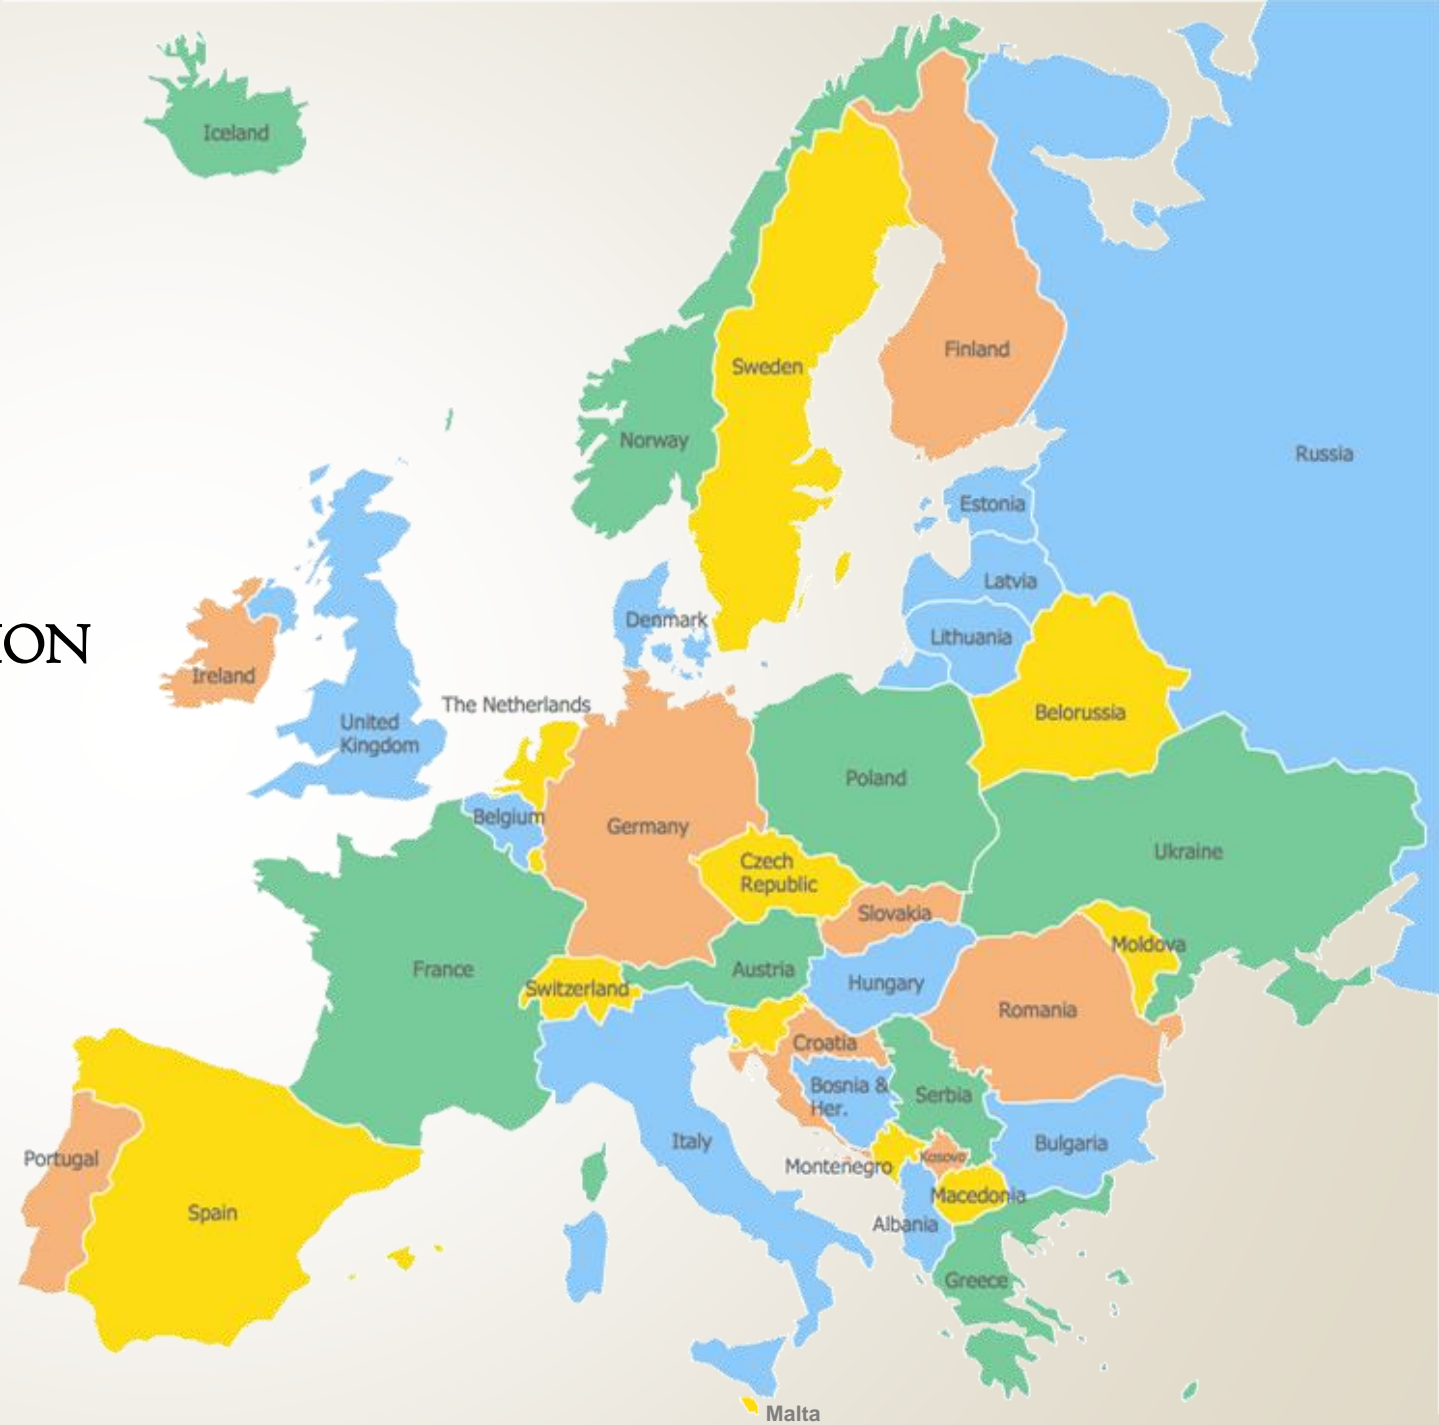 Iceland
Sweden
Finland
Norway
Russia
Estonia
Latvia
Denmark
Lithuania
ION
Ireland
The Netherlands
United
Kingdom
Belorussia
Poland
Belgium
Germany
Ukraine
Czech
Republic
Slovakia
Moldova
France
Austria
Switzerland
Hungary
Romania
Croatia
Bosnia &
Her.
Serbia
Italy
Bulgaria
Portugal
Kosovo
Montenegro
Macedonia
Spain
Albania
Greece
Malta